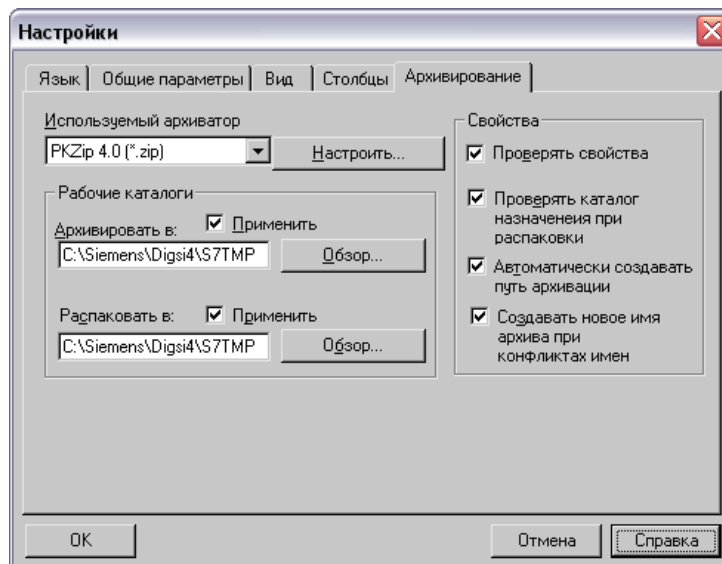 Настройки
Язык
Общие параметры
Вид
Столбцы
Архивирование
Используемый архиватор
PKZip 4.0 (*.zip)
Настроить...
Рабочие каталоги
Архивировать в:
Применить
C:\Siemens\Digsi4\S7TMP
Обзор...
Распаковать в:
Применить
C:\Siemens\Digsi4\S7TMP
Обзор...
Свойства
Проверять свойства
Проверять каталог
назначенеия при
распаковки
Автоматически создавать
путь архивации
Создавать новое имя
архива при
конфликтах имен
OK
Отмена
Справка